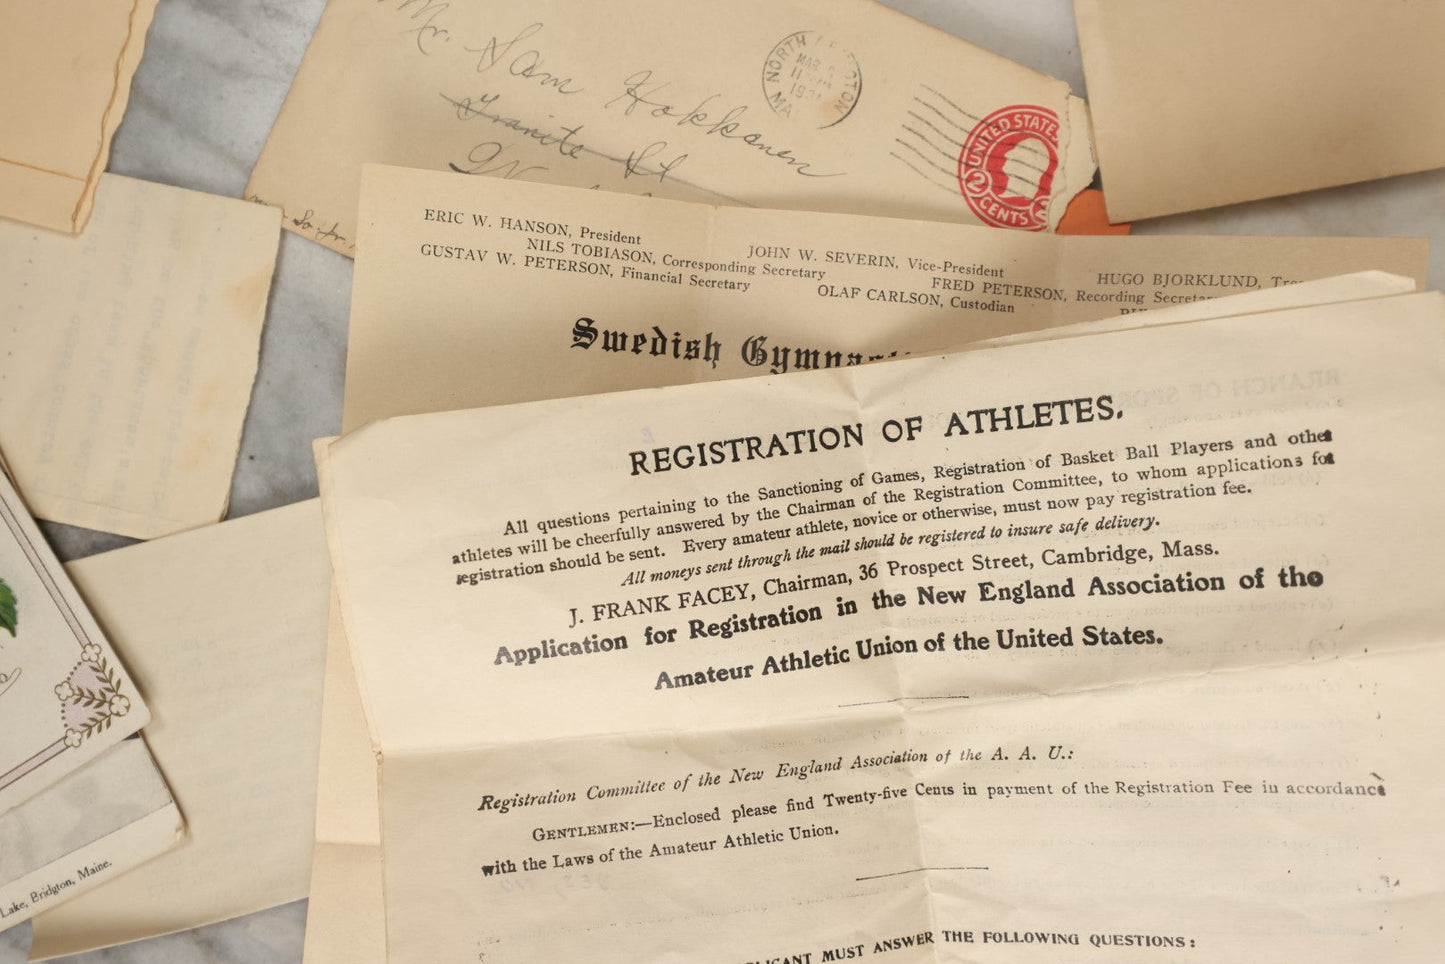 Mr. Sam Hokkanen
Granite St
NORTH
MAR
11
MA
UNITED STATES
2
CENTS
So.
ERIC W. HANSON, President
JOHN W. SEVERIN, Vice-President
HUGO BJORKLUND,
NILS TOBIASON, Corresponding Secretary
FRED PETERSON, Recording
GUSTAV W. PETERSON, Financial Secretary
OLAF CARLSON, Custodian
Swedish
BRANCH OF
REGISTRATION OF ATHLETES.
All questions pertaining to the Sanctioning of Games, Registration of Basket Ball Players and other
athletes will be cheerfully answered by the Chairman of the Registration Committee, to whom applications for
registration should be sent. Every amateur athlete, novice or otherwise, must now pay registration fee.
All moneys sent through the mail should be registered to insure safe delivery.
J. FRANK FACEY, Chairman, 36 Prospect Street, Cambridge, Mass.
Application for Registration in the New England Association of the
Amateur Athletic Union of the United States.
Registration Committee of the New England Association of the A. A. U.:
GENTLEMEN:—Enclosed please find Twenty-five Cents in payment of the Registration Fee in accordance
with the Laws of the Amateur Athletic Union.
MUST ANSWER THE FOLLOWING QUESTIONS:
Lake, Bridgton, Maine.